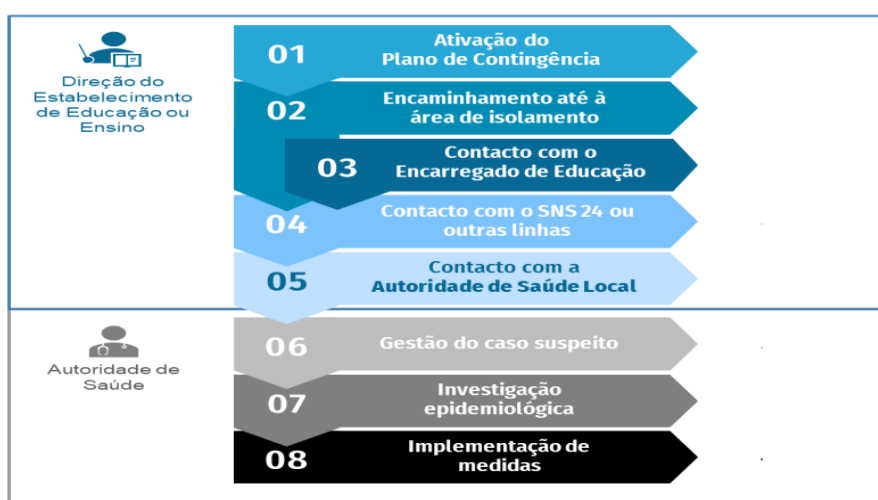 Direção do
Estabelecimento
de Educação ou
Ensino
01
Ativação do
Plano de Contingência
02
Encaminhamento até à
área de isolamento
03
Contacto com o
Encarregado de Educação
04
Contacto com o SNS 24 ou
outras linhas
05
Contacto com a
Autoridade de Saúde Local
Autoridade de
Saúde
06
Gestão do caso suspeito
07
Investigação
epidemiológica
08
Implementação de
medidas